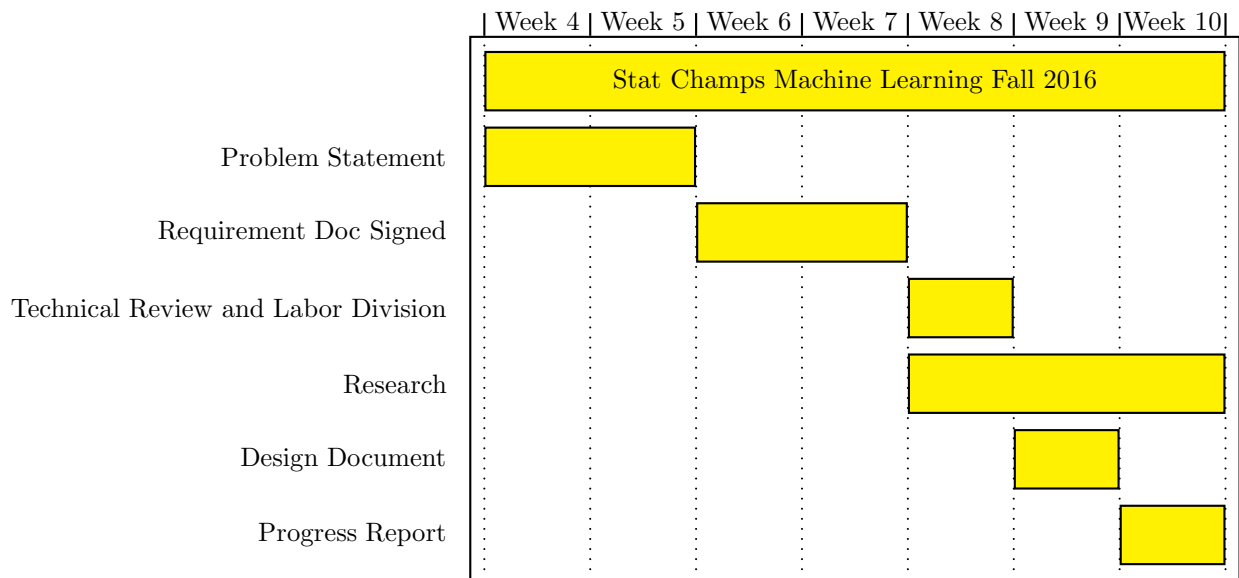 Week 4 Week 5 Week 6 Week 7 Week 8 Week 9 Week 10
Stat Champs Machine Learning Fall 2016
Problem Statement
Requirement Doc Signed
Technical Review and Labor Division
Research
Design Document
Progress Report